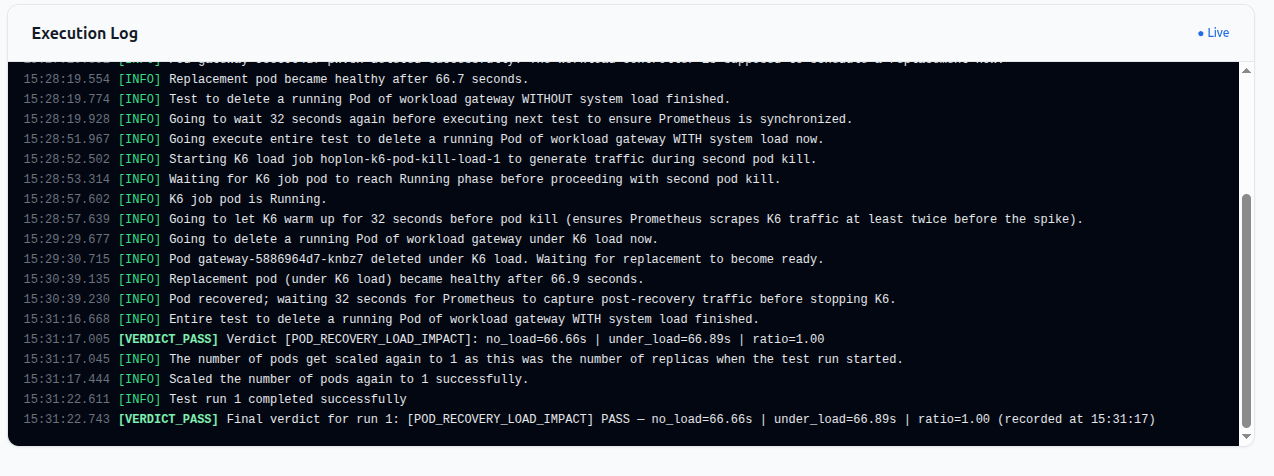 Execution Log
● Live
15:28:19.554 [INFO] Replacement pod became healthy after 66.7 seconds.
15:28:19.774 [INFO] Test to delete a running Pod of workload gateway WITHOUT system load finished.
15:28:19.928 [INFO] Going to wait 32 seconds again before executing next test to ensure Prometheus is synchronized.
15:28:51.967 [INFO] Going execute entire test to delete a running Pod of workload gateway WITH system load now.
15:28:52.502 [INFO] Starting K6 load job hoplon-k6-pod-kill-load-1 to generate traffic during second pod kill.
15:28:53.314 [INFO] Waiting for K6 job pod to reach Running phase before proceeding with second pod kill.
15:28:57.602 [INFO] K6 job pod is Running.
15:28:57.639 [INFO] Going to let K6 warm up for 32 seconds before pod kill (ensures Prometheus scrapes K6 traffic at least twice before the spike).
15:29:29.677 [INFO] Going to delete a running Pod of workload gateway under K6 load now.
15:29:30.715 [INFO] Pod gateway-5886964d7-knbz7 deleted under K6 load. Waiting for replacement to become ready.
15:30:39.135 [INFO] Replacement pod (under K6 load) became healthy after 66.9 seconds.
15:30:39.230 [INFO] Pod recovered; waiting 32 seconds for Prometheus to capture post-recovery traffic before stopping K6.
15:31:16.668 [INFO] Entire test to delete a running Pod of workload gateway WITH system load finished.
15:31:17.005 [VERDICT_PASS] Verdict [POD_RECOVERY_LOAD_IMPACT]: no_load=66.66s | under_load=66.89s | ratio=1.00
15:31:17.045 [INFO] The number of pods get scaled again to 1 as this was the number of replicas when the test run started.
15:31:17.444 [INFO] Scaled the number of pods again to 1 successfully.
15:31:22.611 [INFO] Test run 1 completed successfully
15:31:22.743 [VERDICT_PASS] Final verdict for run 1: [POD_RECOVERY_LOAD_IMPACT] PASS — no_load=66.66s | under_load=66.89s | ratio=1.00 (recorded at 15:31:17)